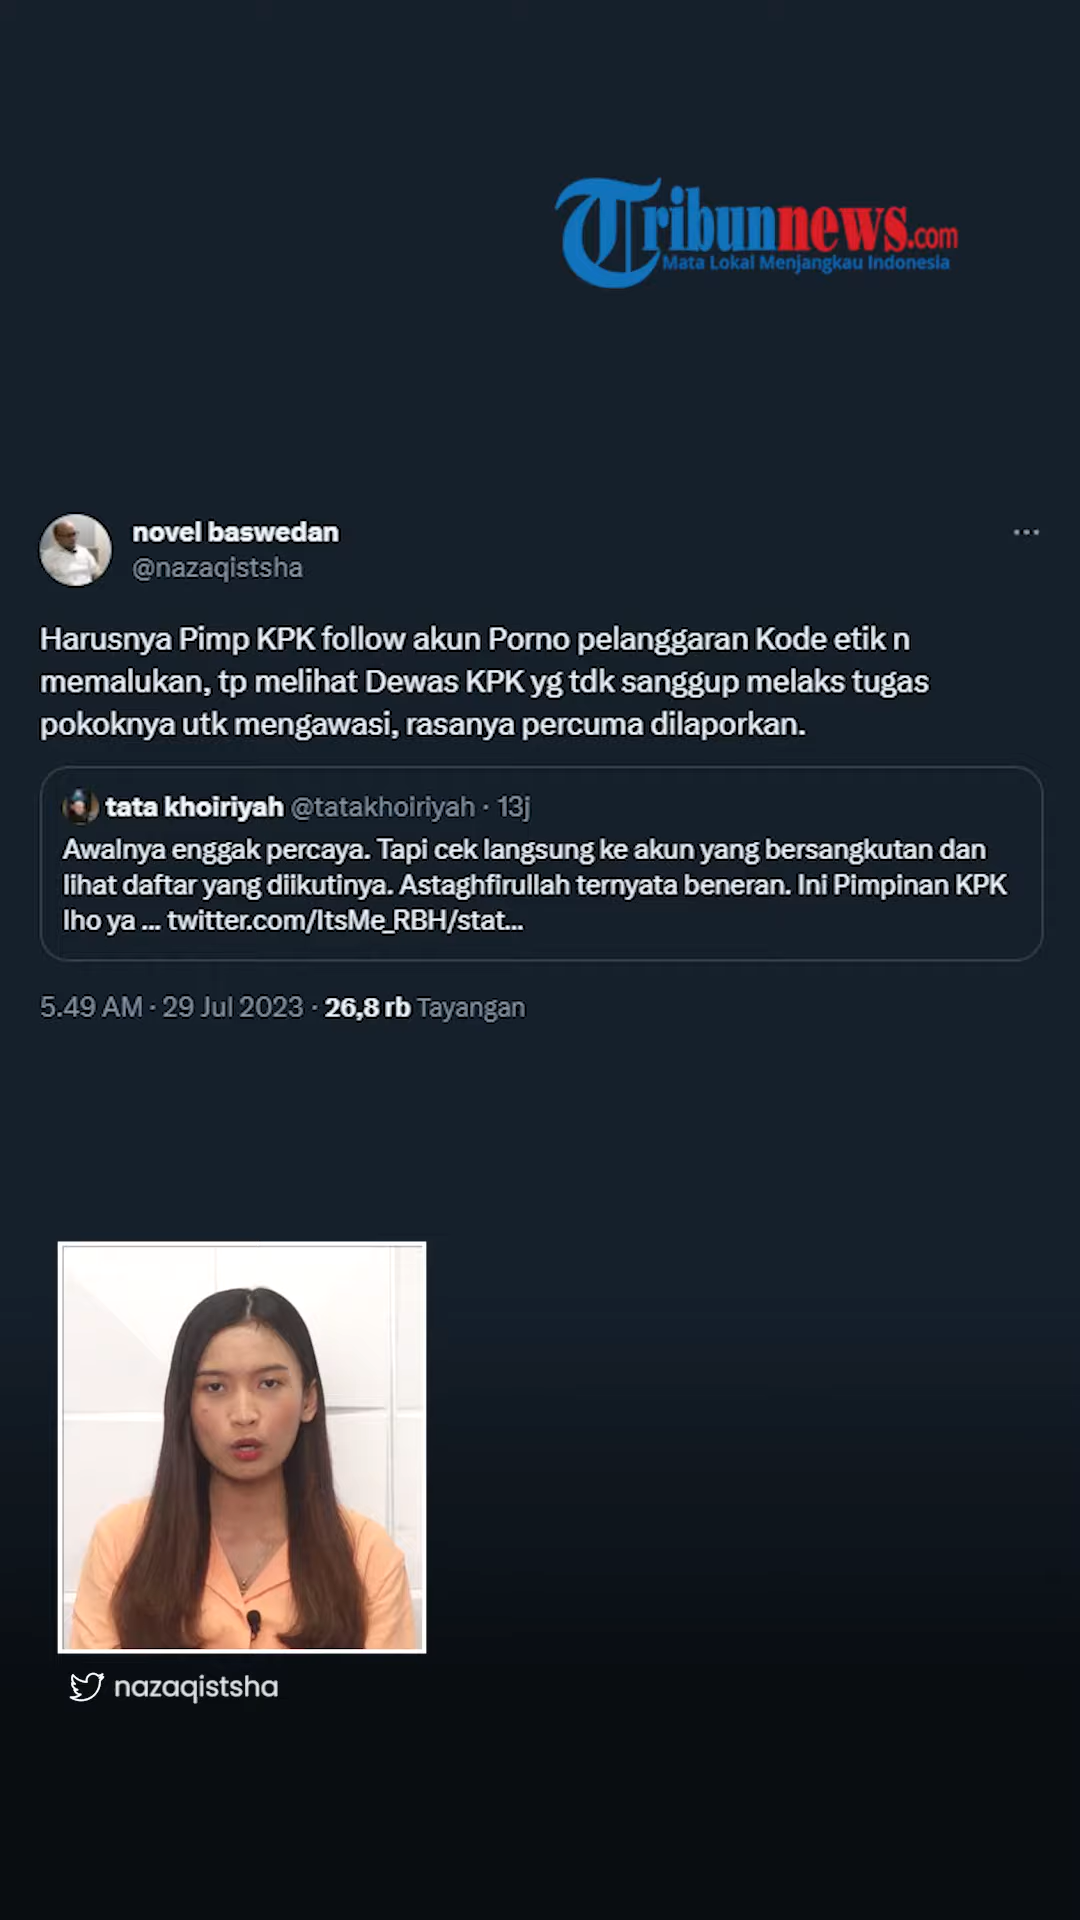 Tribunnews.com
Mata Lokal Menjangkau Indonesia
novel baswedan
@nazaqistsha
Harusnya Pimp KPK follow akun Porno pelanggaran Kode etik n
memalukan, tp melihat Dewas KPK yg tdk sanggup melaks tugas
pokoknya utk mengawasi, rasanya percuma dilaporkan.
tata khoiriyah @tatakhoiriyah · 13j
Awalnya enggak percaya. Tapi cek langsung ke akun yang bersangkutan dan
lihat daftar yang diikutinya. Astaghfirullah ternyata beneran. Ini Pimpinan KPK
lho ya ... twitter.com/ItsMe_RBH/stat...
5.49 AM · 29 Jul 2023 · 26,8 rb Tayangan
nazaqistsha